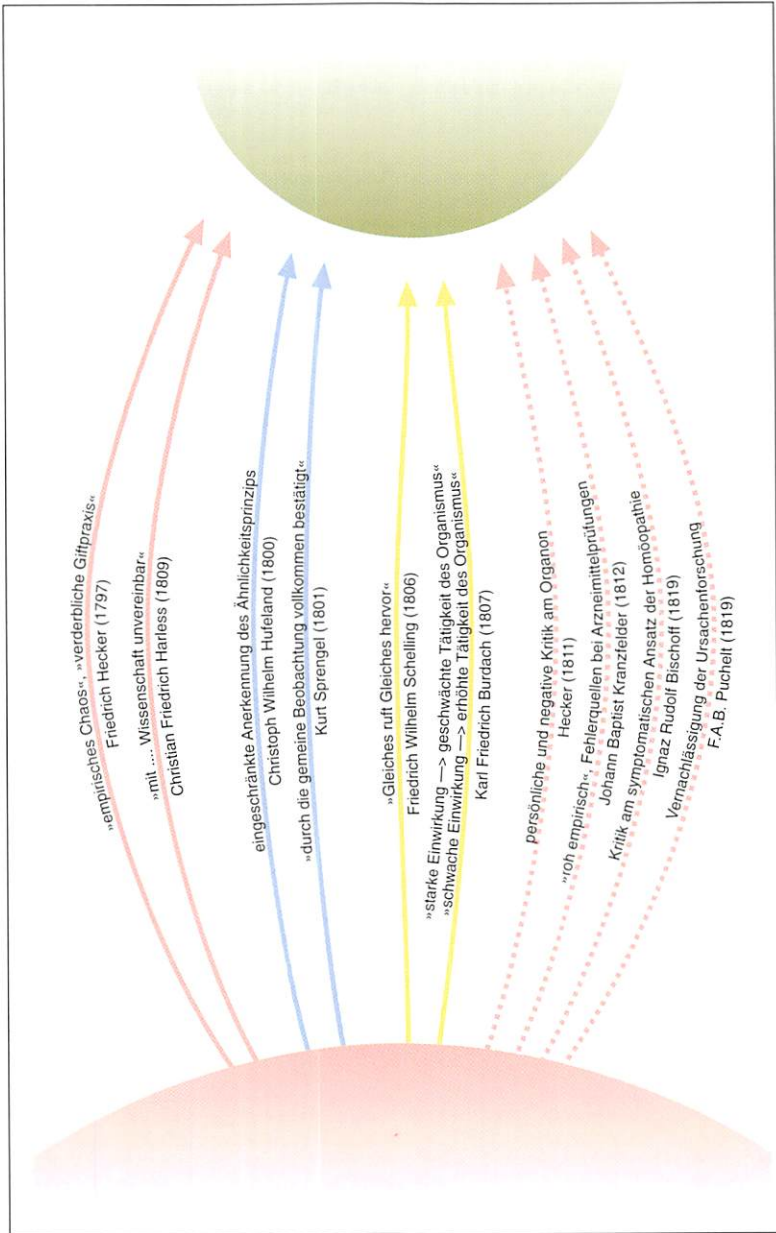 »empirisches Chaos«, »verderbliche Giftpraxis«
Friedrich Hecker (1797)
»mit .... Wissenschaft unvereinbar«
Christian Friedrich Harless (1809)
eingeschränkte Anerkennung des Ähnlichkeitsprinzips
Christoph Wilhelm Hufeland (1800)
»durch die gemeine Beobachtung vollkommen bestätigt«
Kurt Sprengel (1801)
»Gleiches ruft Gleiches hervor«
Friedrich Wilhelm Schelling (1806)
»starke Einwirkung —> geschwächte Tätigkeit des Organismus«
»schwache Einwirkung —> erhöhte Tätigkeit des Organismus«
Karl Friedrich Burdach (1807)
persönliche und negative Kritik am Organon
Hecker (1811)
»roh empirisch«, Fehlerquellen bei Arzneimittelprüfungen
Johann Baptist Kranzfelder (1812)
Kritik am symptomatischen Ansatz der Homöopathie
Ignaz Rudolf Bischoff (1819)
Vernachlässigung der Ursachenforschung
F.A.B. Puchelt (1819)